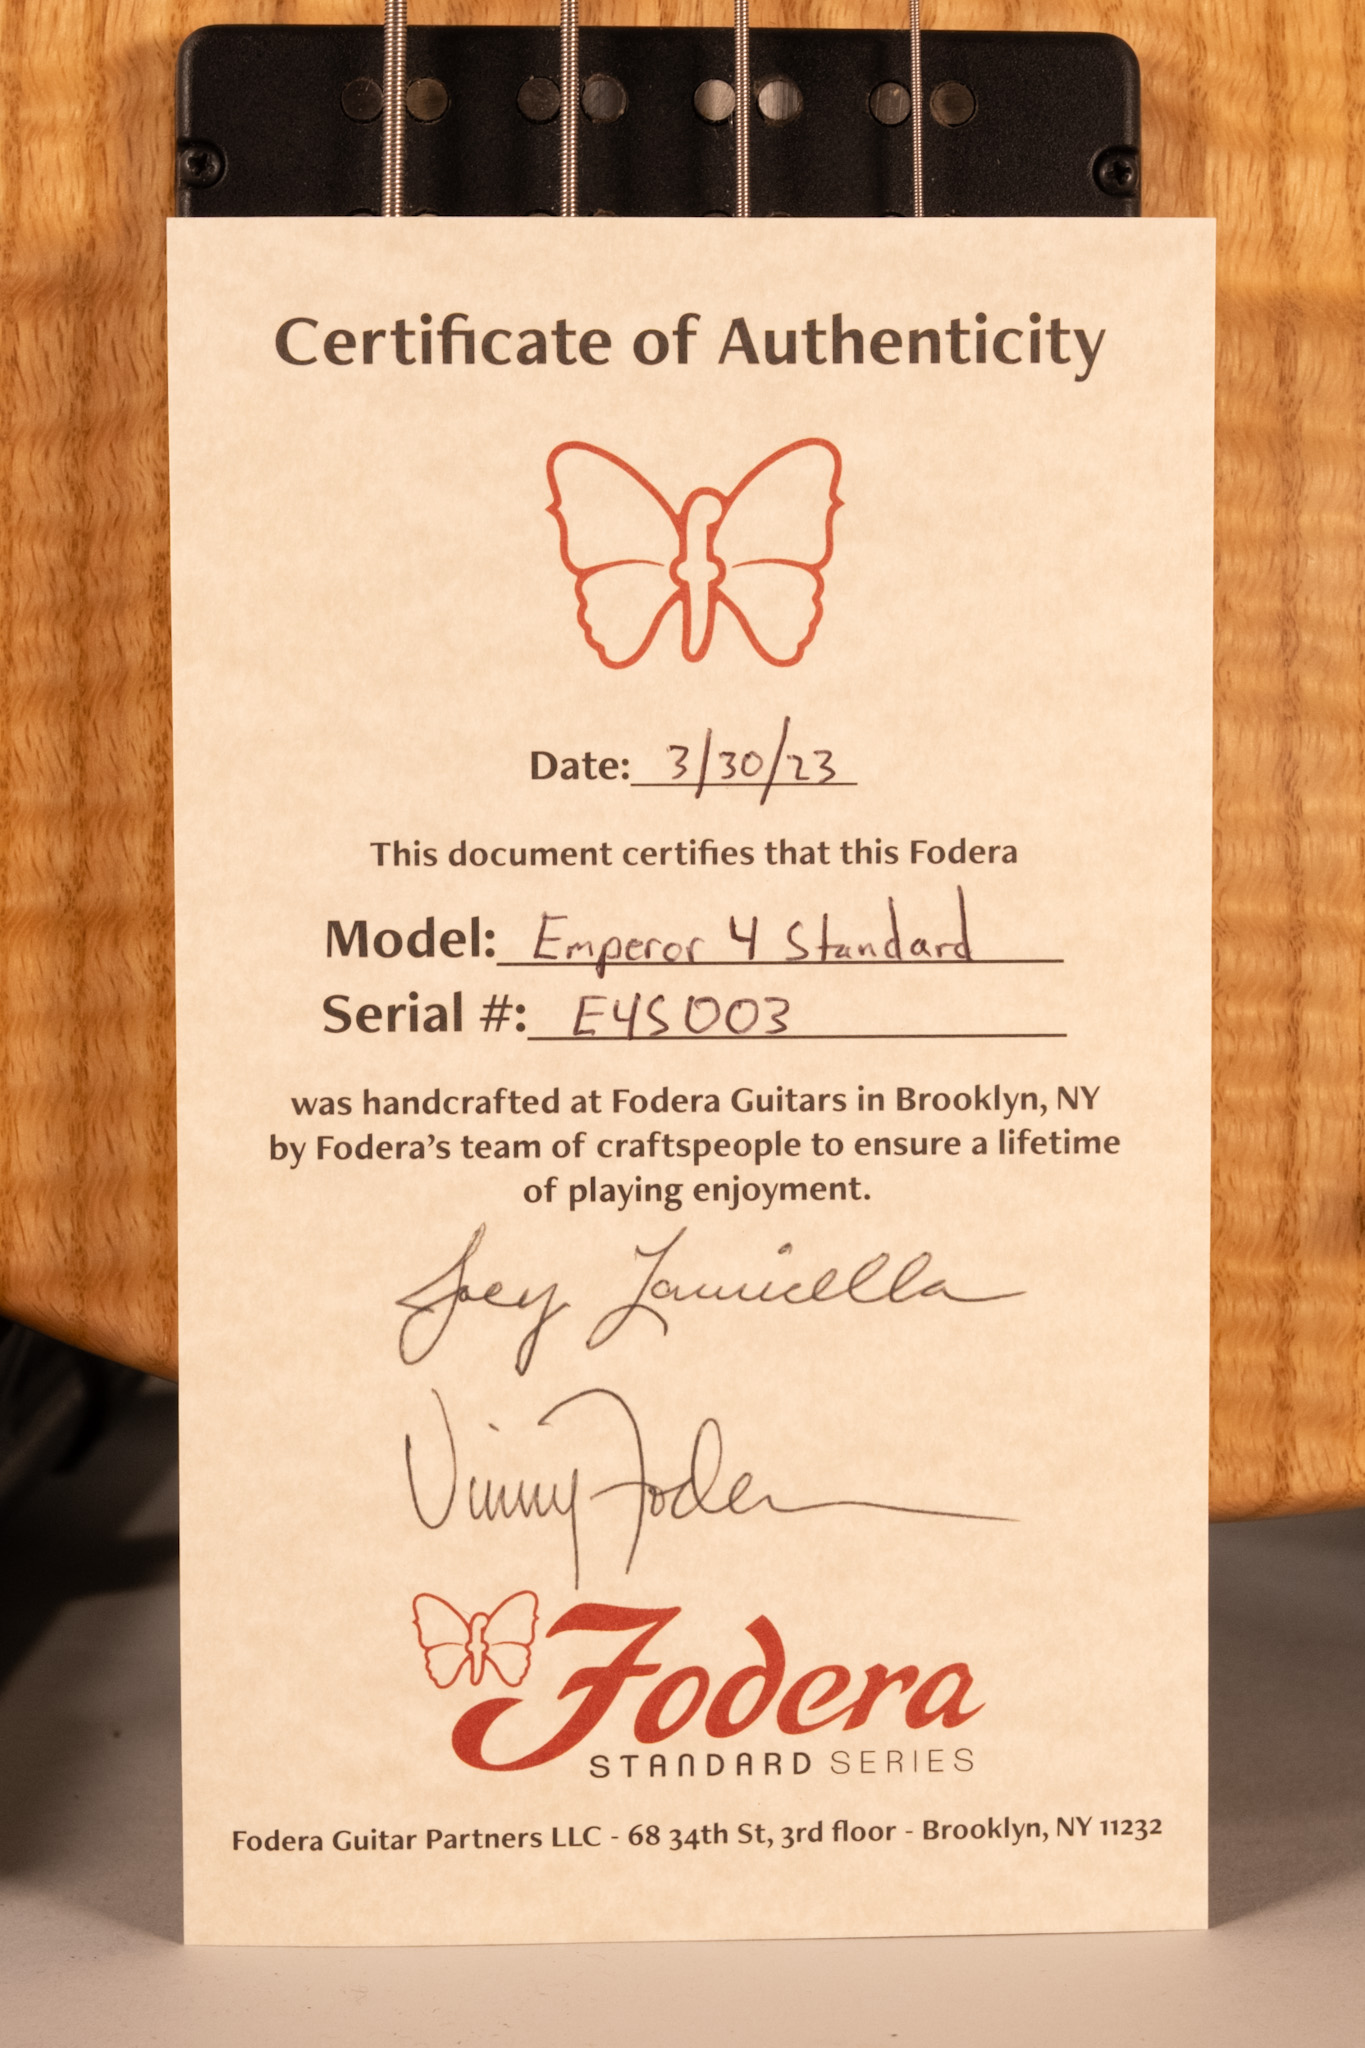 Certificate of Authenticity
Date: 3/30/23
This document certifies that this Fodera
Model: Emperor 4 Standard
Serial #: E4S003
was handcrafted at Fodera Guitars in Brooklyn, NY
by Fodera's team of craftspeople to ensure a lifetime
of playing enjoyment.
Joey Lauricella
Vinny Fodera
Fodera
STANDARD SERIES
Fodera Guitar Partners LLC - 68 34th St, 3rd floor - Brooklyn, NY 11232